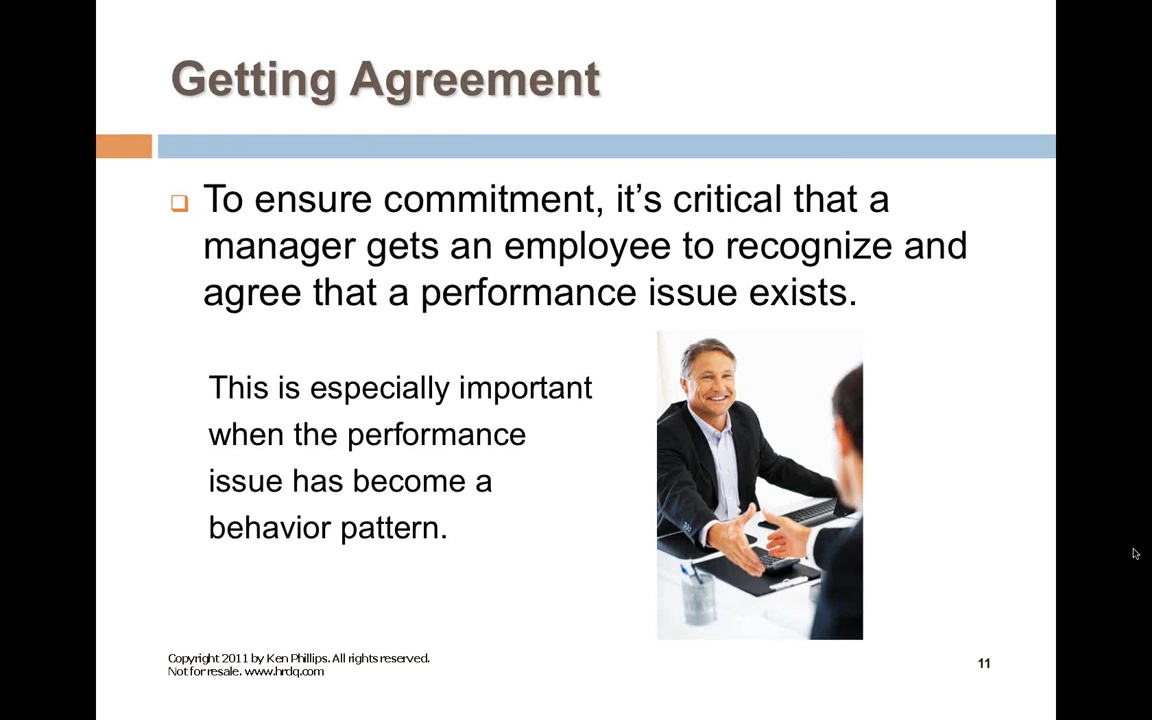 Getting Agreement
To ensure commitment, it’s critical that a
manager gets an employee to recognize and
agree that a performance issue exists.
This is especially important
when the performance
issue has become a
behavior pattern.
Copyright 2011 by Ken Phillips. All rights reserved.
Not for resale. www.hrdq.com
11